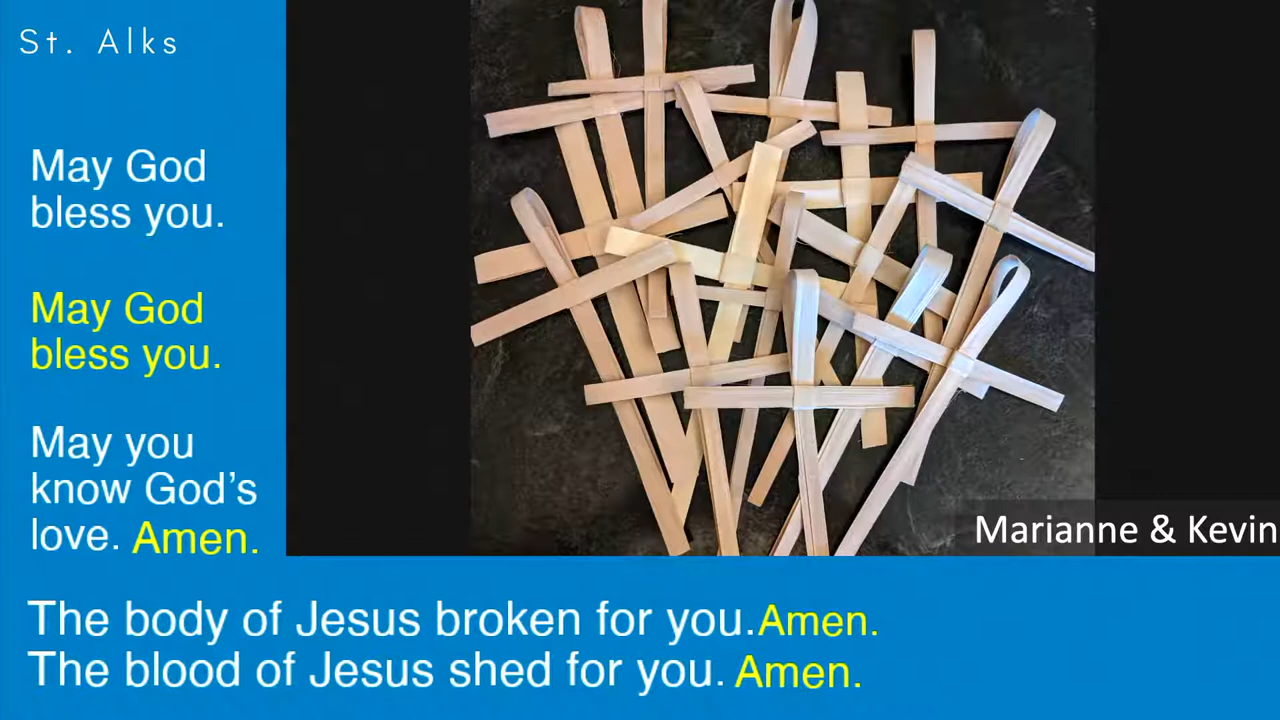 St. Alks
May God
bless you.
May God
bless you.
May you
know God's
love. Amen.
Marianne & Kevin
The body of Jesus broken for you. Amen.
The blood of Jesus shed for you. Amen.